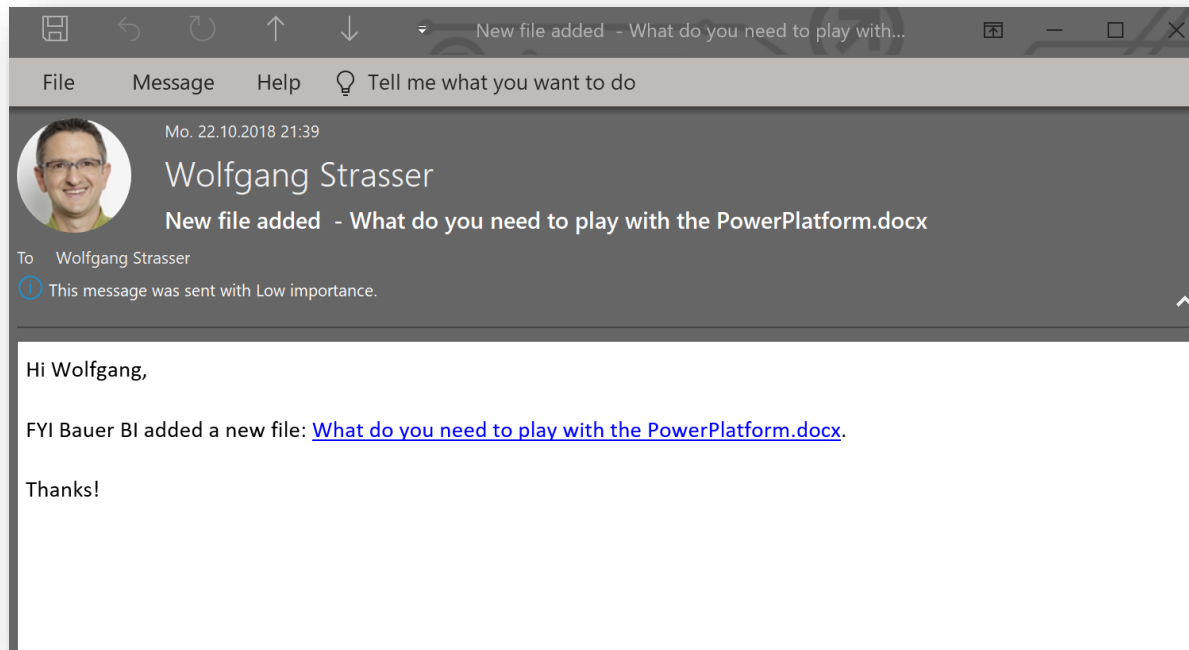 New file added - What do you need to play with...
File Message Help Tell me what you want to do
Mo. 22.10.2018 21:39
Wolfgang Strasser
New file added - What do you need to play with the PowerPlatform.docx
To Wolfgang Strasser
This message was sent with Low importance.
Hi Wolfgang,
FYI Bauer BI added a new file: What do you need to play with the PowerPlatform.docx.
Thanks!